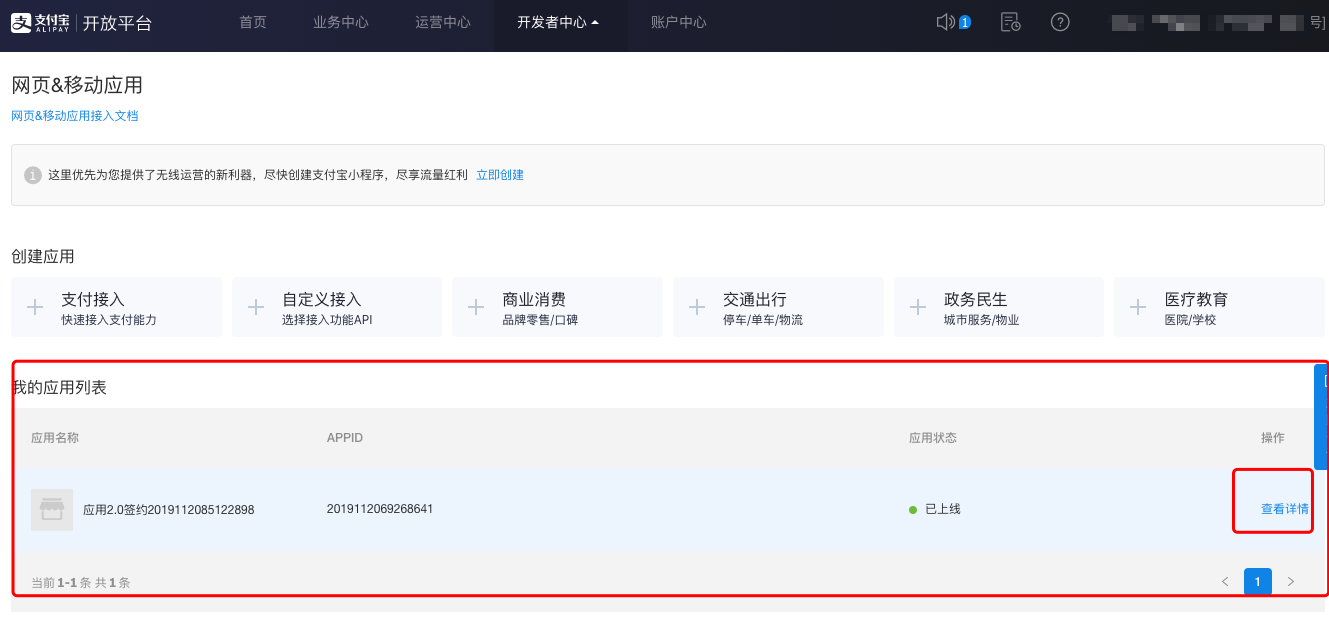 支付宝 ALIPAY 开放平台 首页 业务中心 运营中心 开发者中心 账户中心 1 号]
网页&移动应用
网页&移动应用接入文档
这里优先为您提供了无线运营的新利器，尽快创建支付宝小程序，尽享流量红利 立即创建
创建应用
支付接入 自定义接入 商业消费 交通出行 政务民生 医疗教育
快速接入支付能力 选择接入功能API 品牌零售/口碑 停车/单车/物流 城市服务/物业 医院/学校
我的应用列表
应用名称 APPID 应用状态 操作
应用2.0签约2019112085122898 2019112069268641 已上线 查看详情
当前 1-1 条 共 1 条 < 1 >